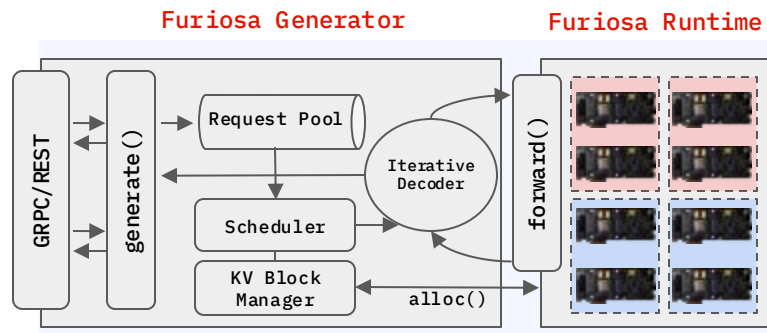 Furiosa Generator
Furiosa Runtime
GRPC/REST
generate()
Request Pool
Iterative
Decoder
Scheduler
KV Block
Manager
alloc()
forward()